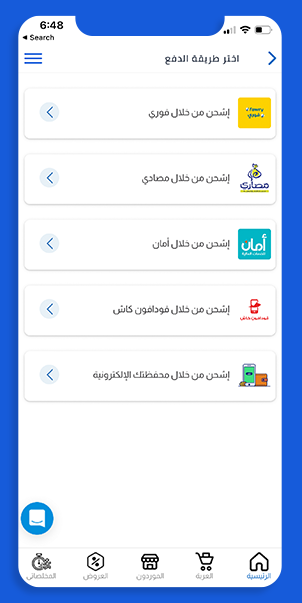 6:48
◀ Search
اختر طريقة الدفع
Fawry
فوري
إشحن من خلال فوري
مصاري
إشحن من خلال مصادي
أمان
إشحن من خلال أمان
فودافون كاش
إشحن من خلال فودافون كاش
إشحن من خلال محفظتك الإلكترونية
الرئيسية
العربة
الموردون
العروض
المخلصاتي